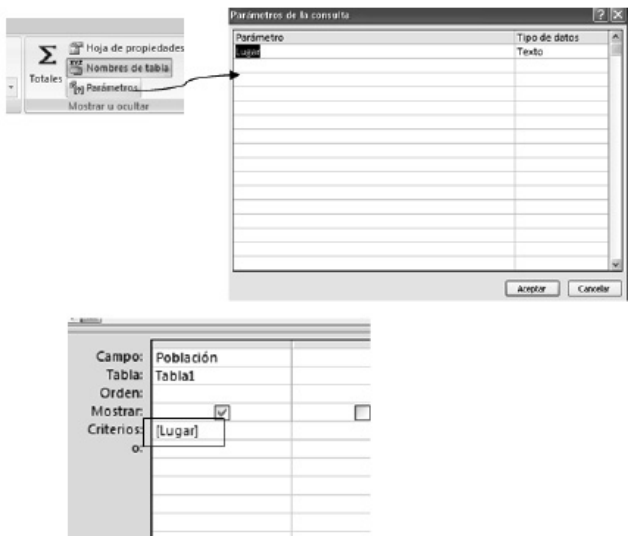 Σ
Totales
Hoja de propiedades
Nombres de tabla
Parámetros
Mostrar u ocultar
Parámetros de la consulta
Parámetro Tipo de datos
Lugar Texto
Aceptar Cancelar
Campo: Población
Tabla: Tabla1
Orden:
Mostrar:
Criterios: [Lugar]
o: